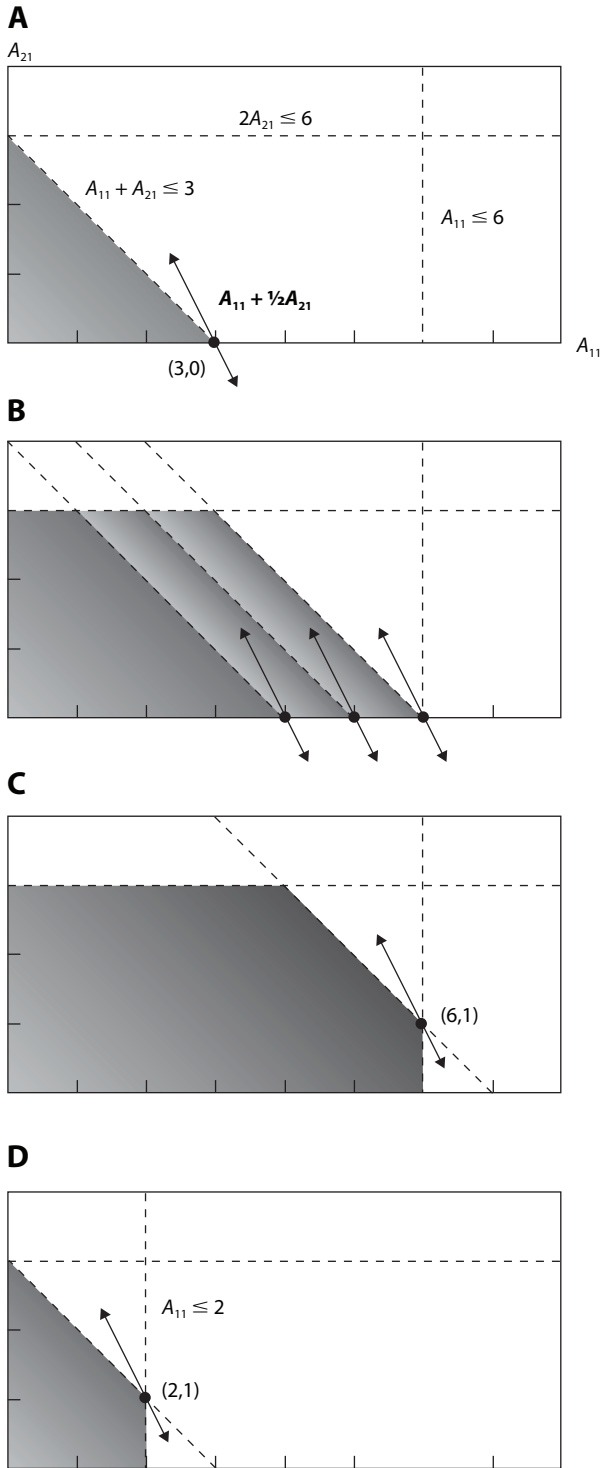 A
A₂₁
2A₂₁ ≤ 6
A₁₁ + A₂₁ ≤ 3
A₁₁ ≤ 6
A₁₁ + ½A₂₁
(3,0)
A₁₁
B
C
(6,1)
D
A₁₁ ≤ 2
(2,1)